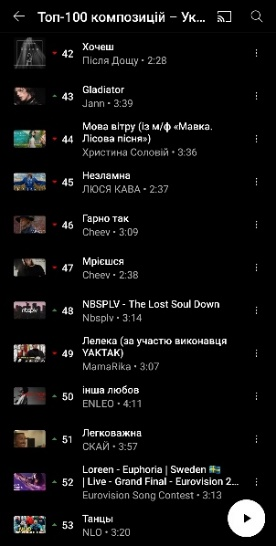 Топ-100 композицій – Ук...
42 Хочеш
Після Дощу • 2:28
43 Gladiator
Jann • 3:39
44 Мова вітру (із м/ф «Мавка.
Лісова пісня»)
Христина Соловій • 3:36
45 Незламна
ЛЮСЯ КАВА • 2:37
46 Гарно так
Cheev • 3:09
47 Мрієшся
Cheev • 2:38
48 NBSPLV - The Lost Soul Down
Nbsplv • 3:14
49 Лелека (за участю виконавця
YAKTAK)
MamaRika • 3:07
50 інша любов
ENLEO • 4:11
51 Легковажна
СКАЙ • 3:57
52 Loreen - Euphoria | Sweden 🇸🇪
| Live - Grand Final - Eurovision 2...
Eurovision Song Contest • 3:13
53 Танцы
NLO • 3:20